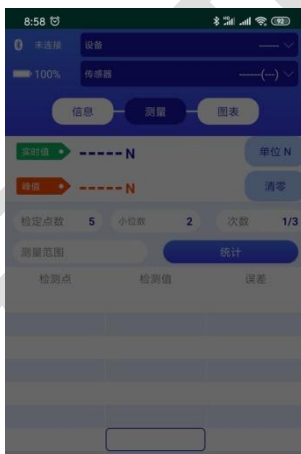 8:58 92
未连接 设备 ----- 
100% 传感器 -----(--)
信息 测量 图表
实时值 ----- N 单位 N
峰值 ----- N 清零
检定点数 5 小位数 2 次数 1/3
测量范围 统计
检测点 检测值 误差